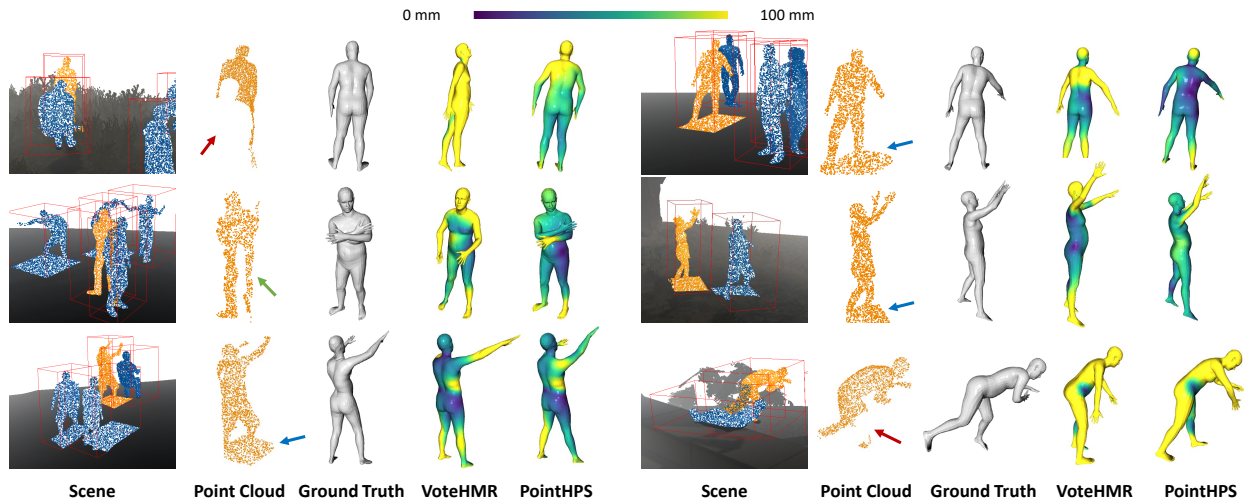 0 mm 100 mm
Scene Point Cloud Ground Truth VoteHMR PointHPS Scene Point Cloud Ground Truth VoteHMR PointHPS